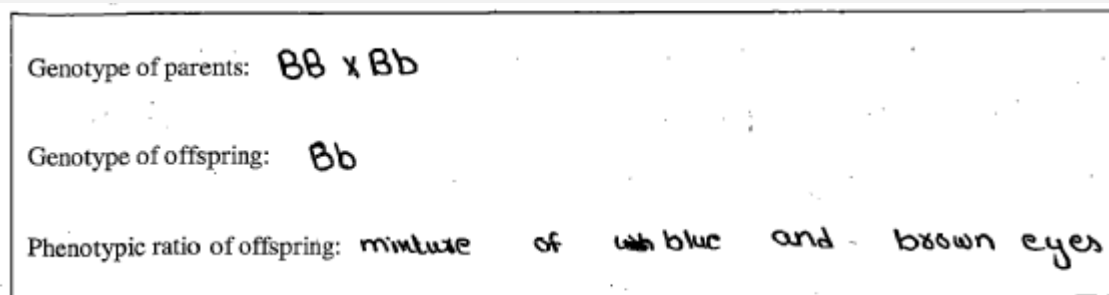 Genotype of parents: BB x Bb
Genotype of offspring: Bb
Phenotypic ratio of offspring: mixture of blue and brown eyes